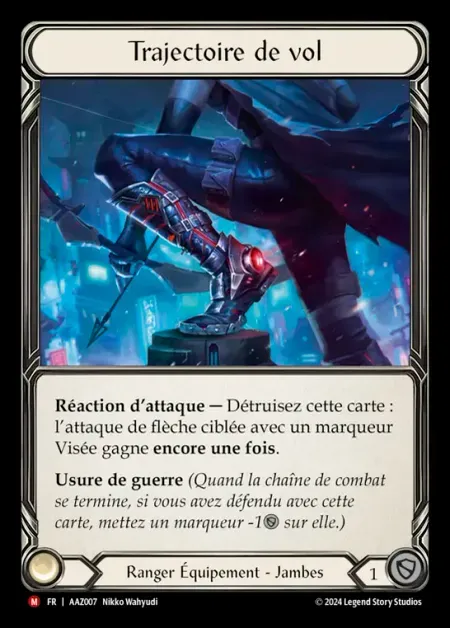 Trajectoire de vol
Réaction d'attaque — Détruisez cette carte :
l'attaque de flèche ciblée avec un marqueur
Visée gagne encore une fois.
Usure de guerre (Quand la chaîne de combat
se termine, si vous avez défendu avec cette
carte, mettez un marqueur -1 sur elle.)
Ranger Équipement - Jambes
1
M FR | AAZ007 Nikko Wahyudi
© 2024 Legend Story Studios